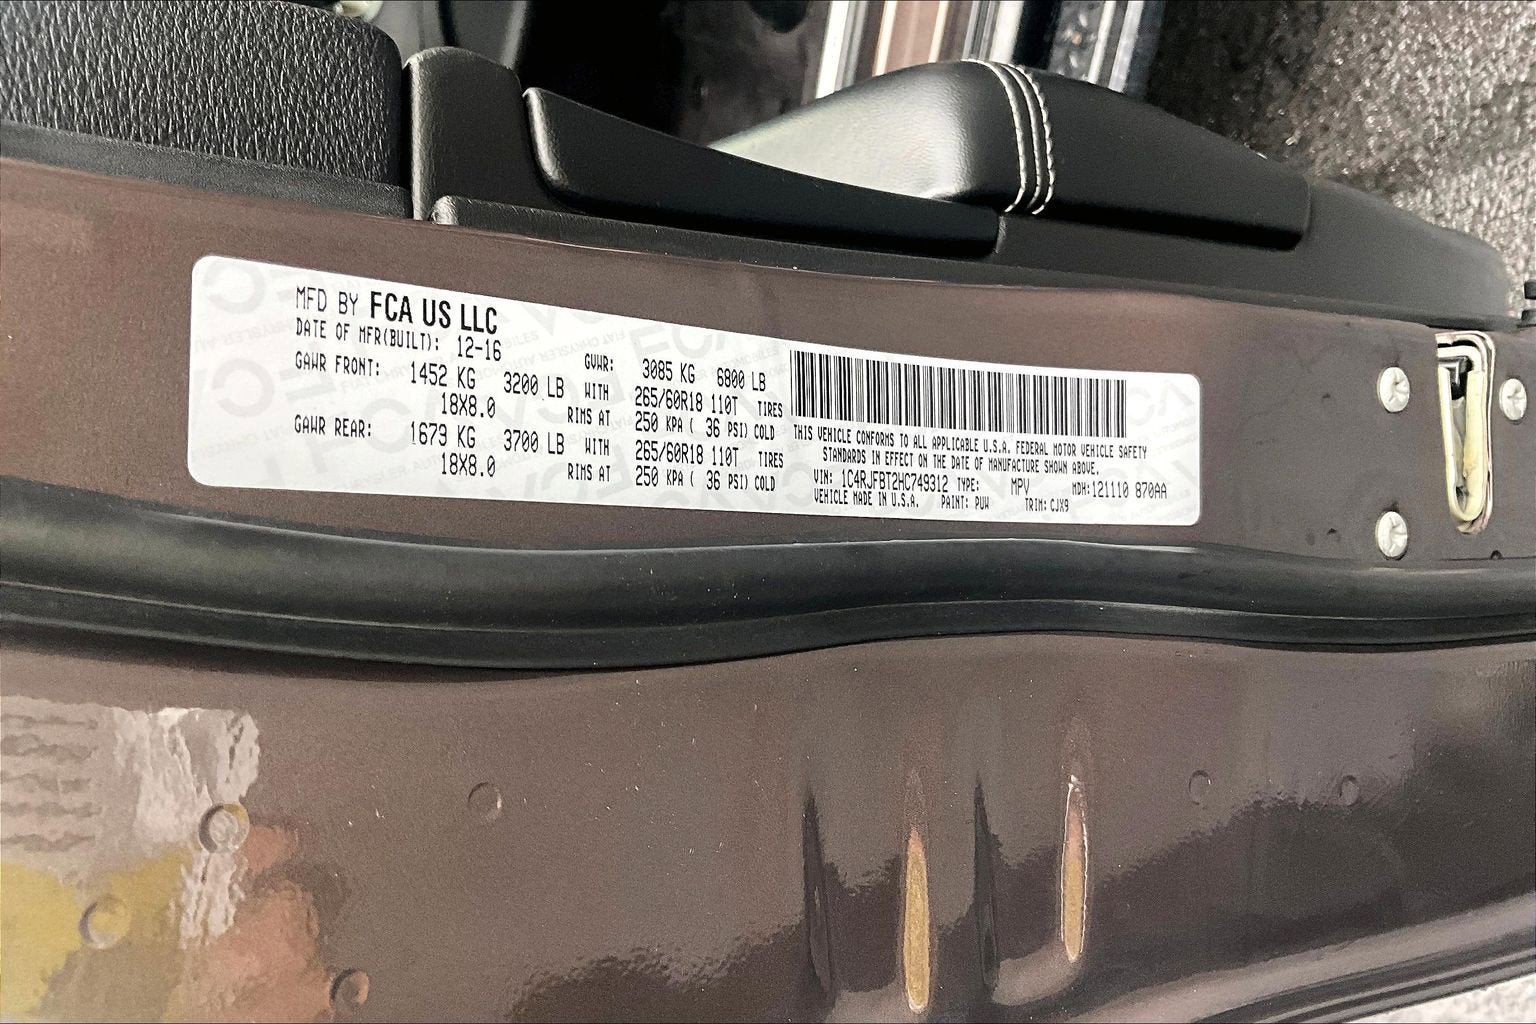 MFD BY FCA US LLC
DATE OF MFR(BUILT): 12-16
GVWR: 3085 KG 6800 LB
GAWR FRONT: 1452 KG 3200 LB WITH 265/60R18 110T TIRES
18X8.0 RIMS AT 250 KPA ( 36 PSI) COLD
GAWR REAR: 1679 KG 3700 LB WITH 265/60R18 110T TIRES
18X8.0 RIMS AT 250 KPA ( 36 PSI) COLD
THIS VEHICLE CONFORMS TO ALL APPLICABLE U.S.A. FEDERAL MOTOR VEHICLE SAFETY
STANDARDS IN EFFECT ON THE DATE OF MANUFACTURE SHOWN ABOVE.
VIN: 1C4RJFBT2HC749312 TYPE: MPV MDH:121110 870AA
VEHICLE MADE IN U.S.A. PAINT: PUW TRIM: CJX9